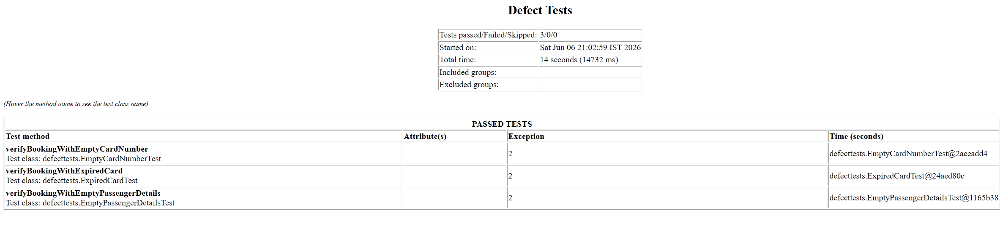 Defect Tests
Tests passed/Failed/Skipped: 3/0/0
Started on: Sat Jun 06 21:02:59 IST 2026
Total time: 14 seconds (14732 ms)
Included groups:
Excluded groups:
(Hover the method name to see the test class name)
PASSED TESTS
Test method Attribute(s) Exception Time (seconds)
verifyBookingWithEmptyCardNumber
Test class: defecttests.EmptyCardNumberTest
2 defecttests.EmptyCardNumberTest@2aceadd4
verifyBookingWithExpiredCard
Test class: defecttests.ExpiredCardTest
2 defecttests.ExpiredCardTest@24aed80c
verifyBookingWithEmptyPassengerDetails
Test class: defecttests.EmptyPassengerDetailsTest
2 defecttests.EmptyPassengerDetailsTest@1165b38